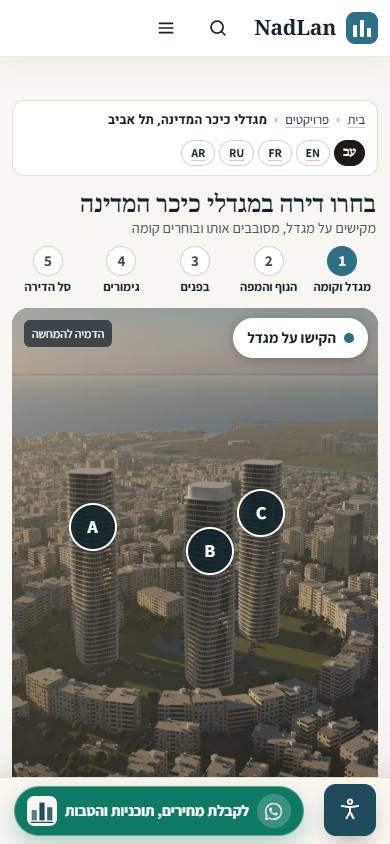 NadLan
בית › פרויקטים › מגדלי כיכר המדינה, תל אביב
עב EN FR RU AR
בחרו דירה במגדלי כיכר המדינה
מקישים על מגדל, מסובבים אותו ובוחרים קומה
1 2 3 4 5
מגדל וקומה הנוף והמפה בפנים גימורים סל הדירה
הקישו על מגדל
הדמיה להמחשה
A
B
C
לקבלת מחירים, תוכניות והטבות